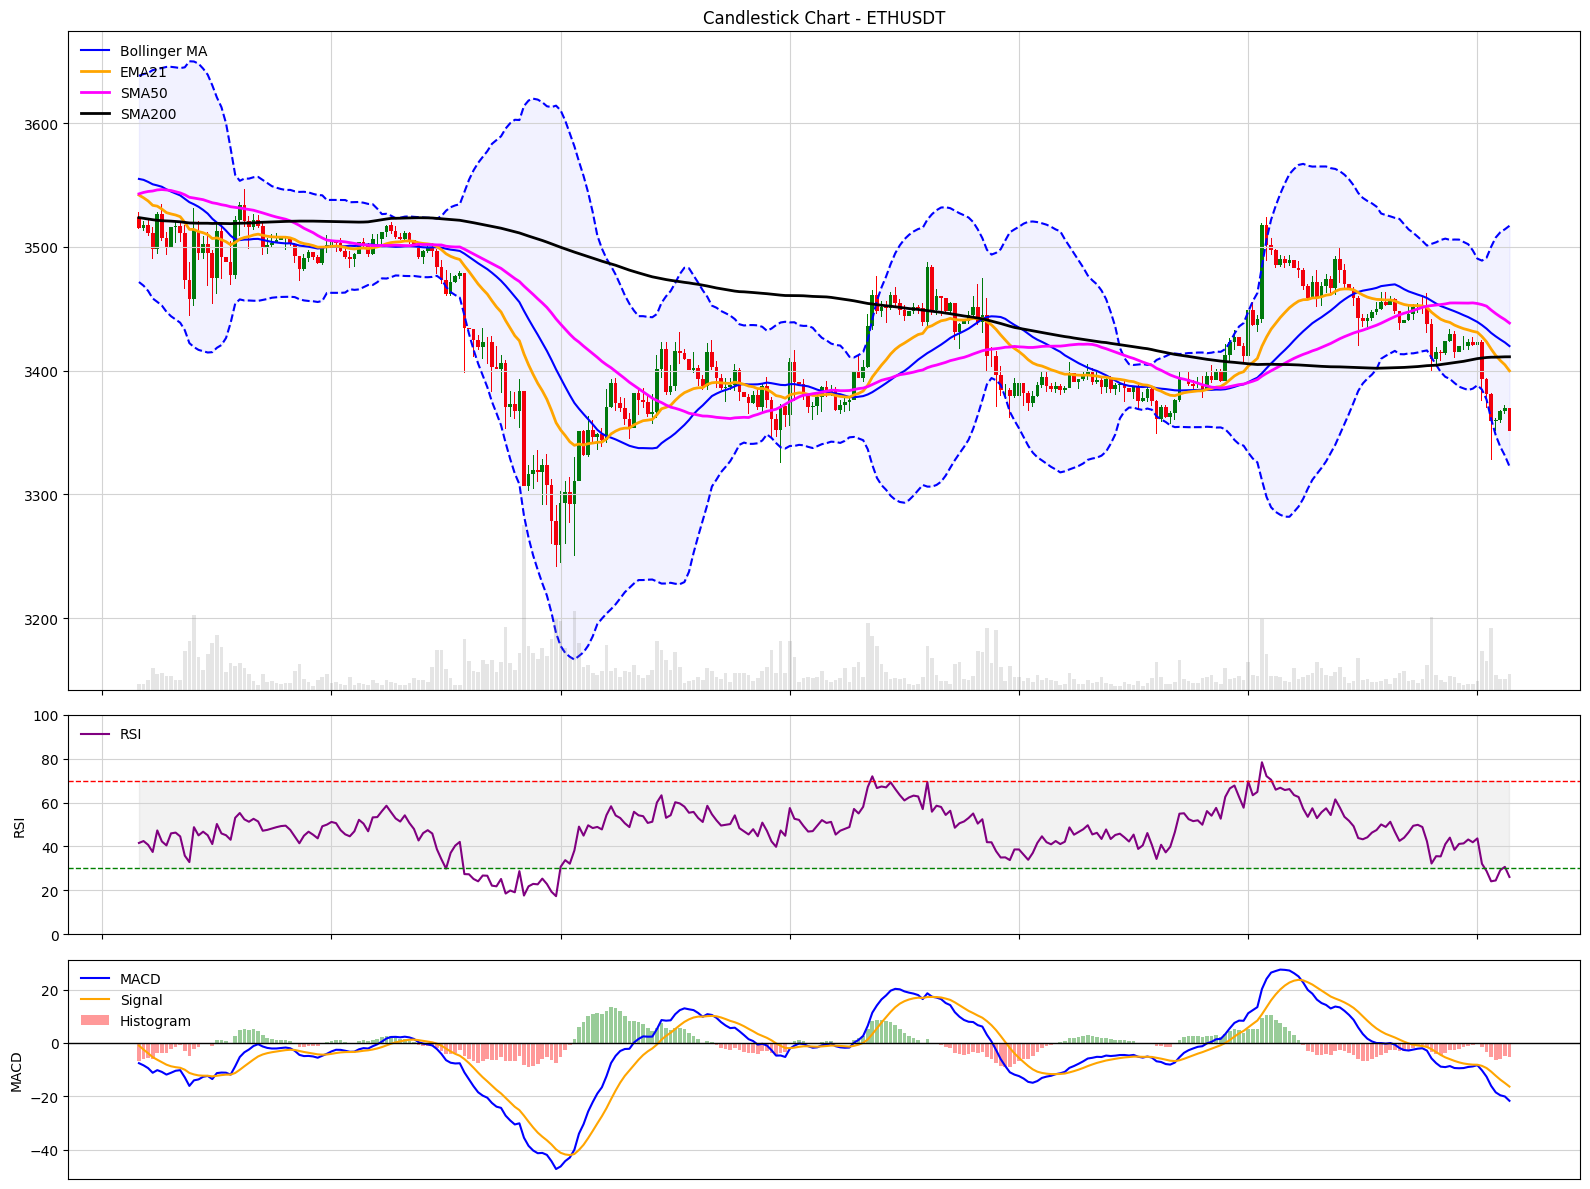 Candlestick Chart - ETHUSDT
Bollinger MA
EMA21
SMA50
SMA200
3600
3500
3400
3300
3200
100
80
60
40
20
0
RSI
RSI
20
0
−20
−40
MACD
MACD
Signal
Histogram